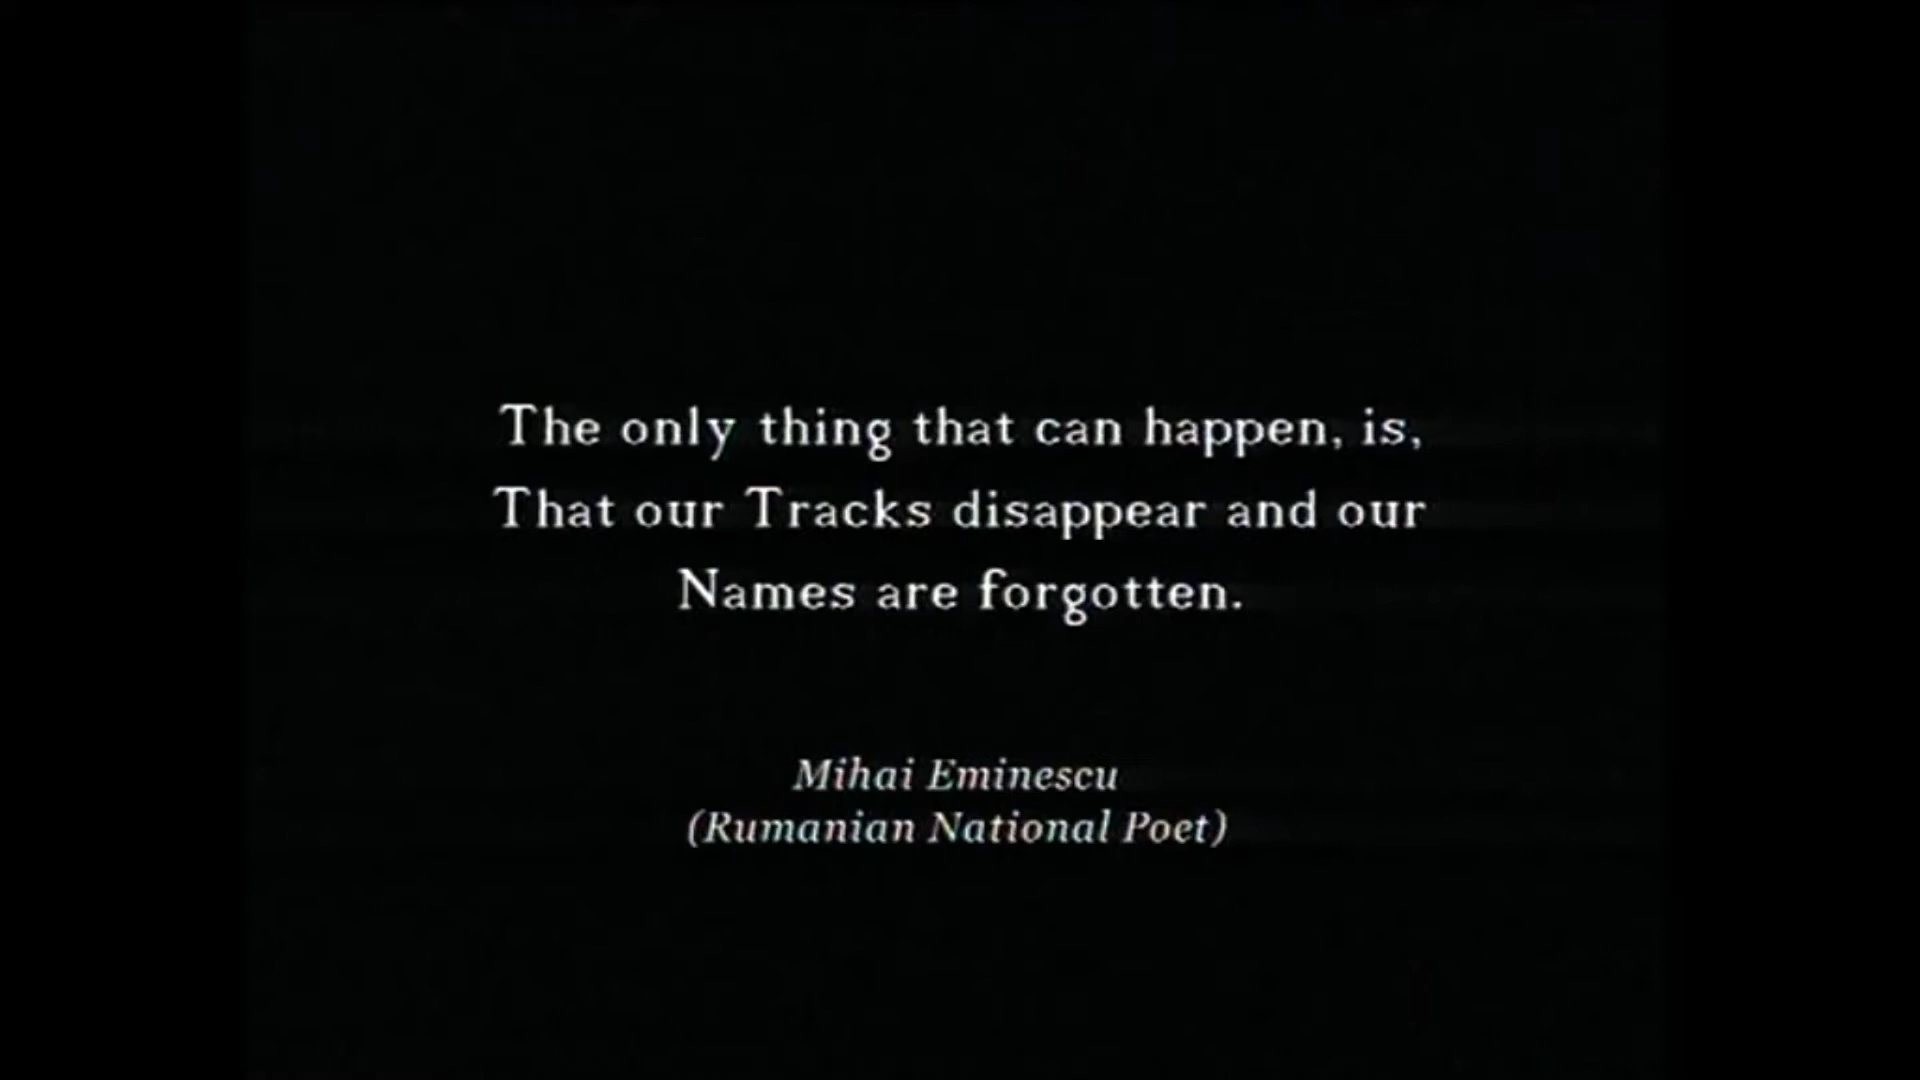 The only thing that can happen, is,
That our Tracks disappear and our
Names are forgotten.
Mihai Eminescu
(Rumanian National Poet)